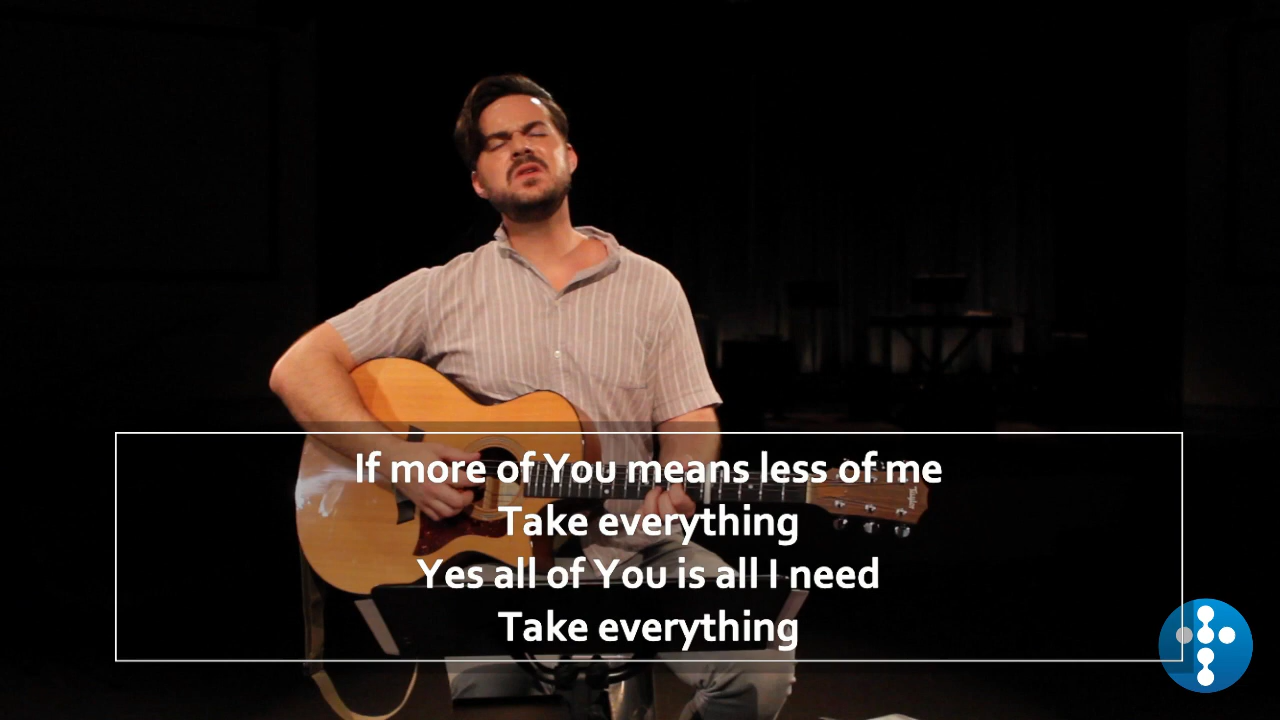 If more of You means less of me
Take everything
Yes all of You is all I need
Take everything
Taylor